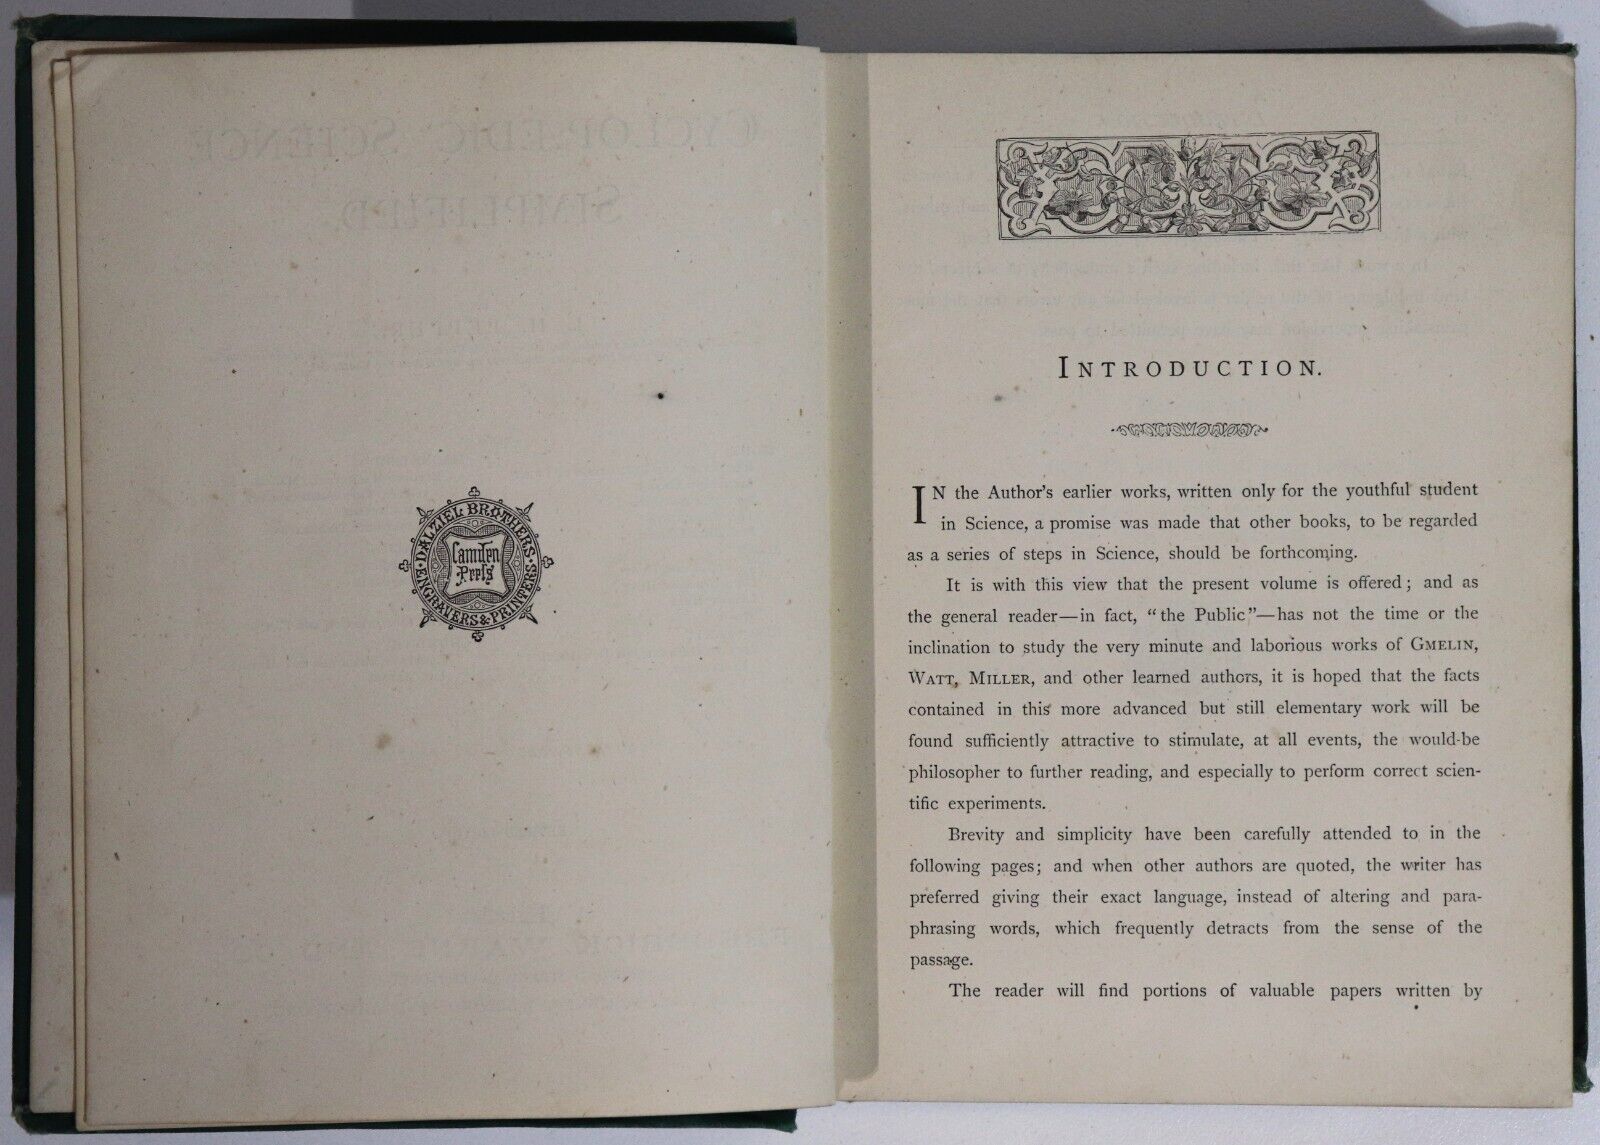 CYCLOPÆDIC SCIENCE
SIMPLIFIED.
DALZIEL BROTHERS
Camden
Press
ENGRAVERS & PRINTERS
INTRODUCTION.
IN the Author's earlier works, written only for the youthful student
in Science, a promise was made that other books, to be regarded
as a series of steps in Science, should be forthcoming.
It is with this view that the present volume is offered; and as
the general reader—in fact, "the Public"—has not the time or the
inclination to study the very minute and laborious works of GMELIN,
WATT, MILLER, and other learned authors, it is hoped that the facts
contained in this more advanced but still elementary work will be
found sufficiently attractive to stimulate, at all events, the would-be
philosopher to further reading, and especially to perform correct scien-
tific experiments.
Brevity and simplicity have been carefully attended to in the
following pages; and when other authors are quoted, the writer has
preferred giving their exact language, instead of altering and para-
phrasing words, which frequently detracts from the sense of the
passage.
The reader will find portions of valuable papers written by